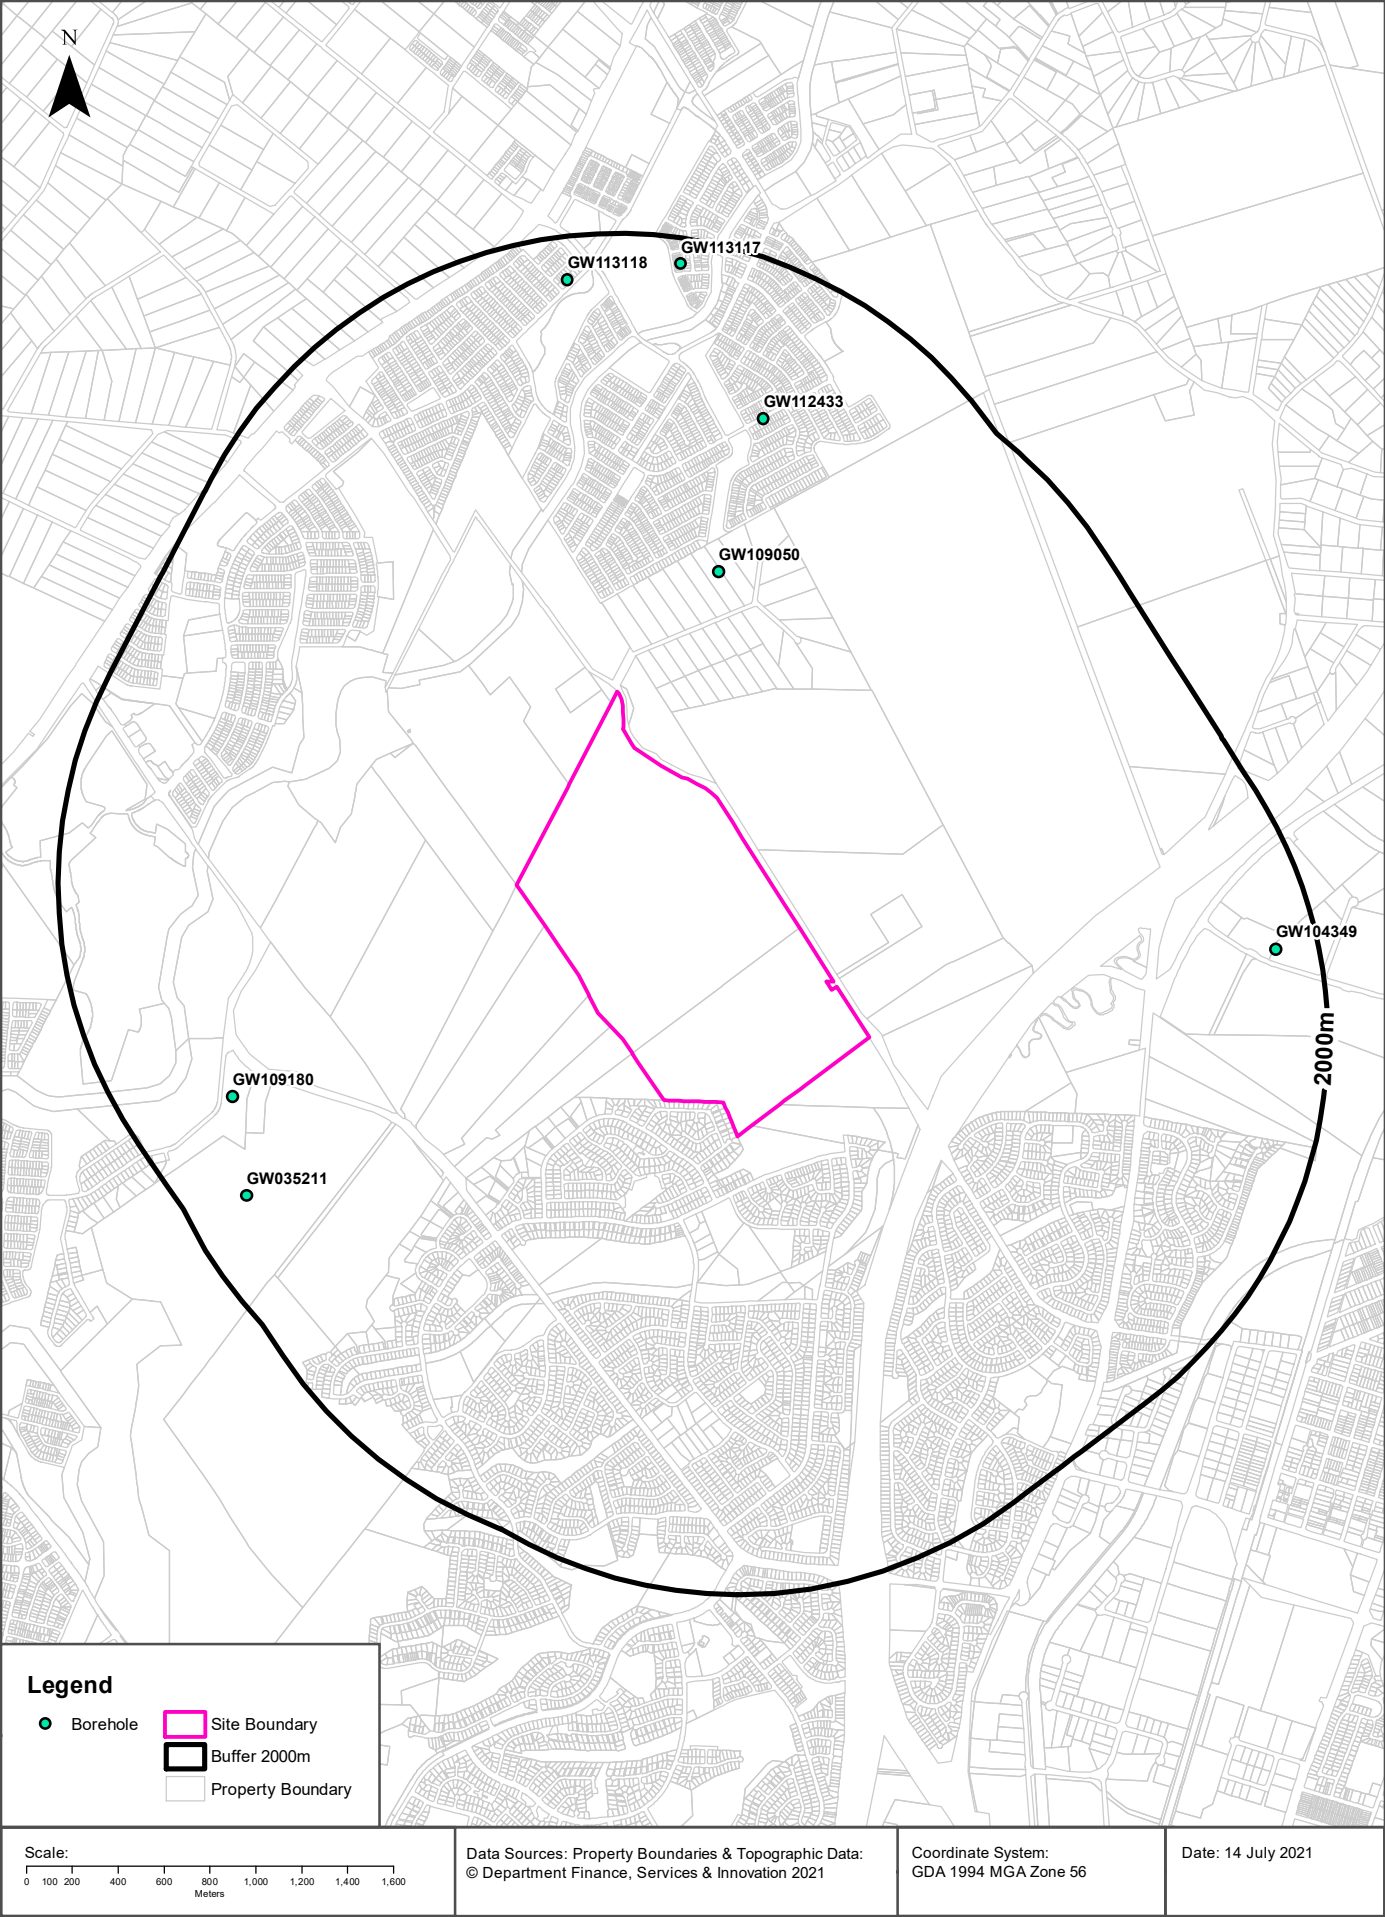 N
GW113117
GW113118
GW112433
GW109050
GW104349
2000m
GW109180
GW035211
Legend
Borehole
Site Boundary
Buffer 2000m
Property Boundary
Scale:
0 100 200 400 600 800 1,000 1,200 1,400 1,600
Meters
Data Sources: Property Boundaries & Topographic Data:
© Department Finance, Services & Innovation 2021
Coordinate System:
GDA 1994 MGA Zone 56
Date: 14 July 2021